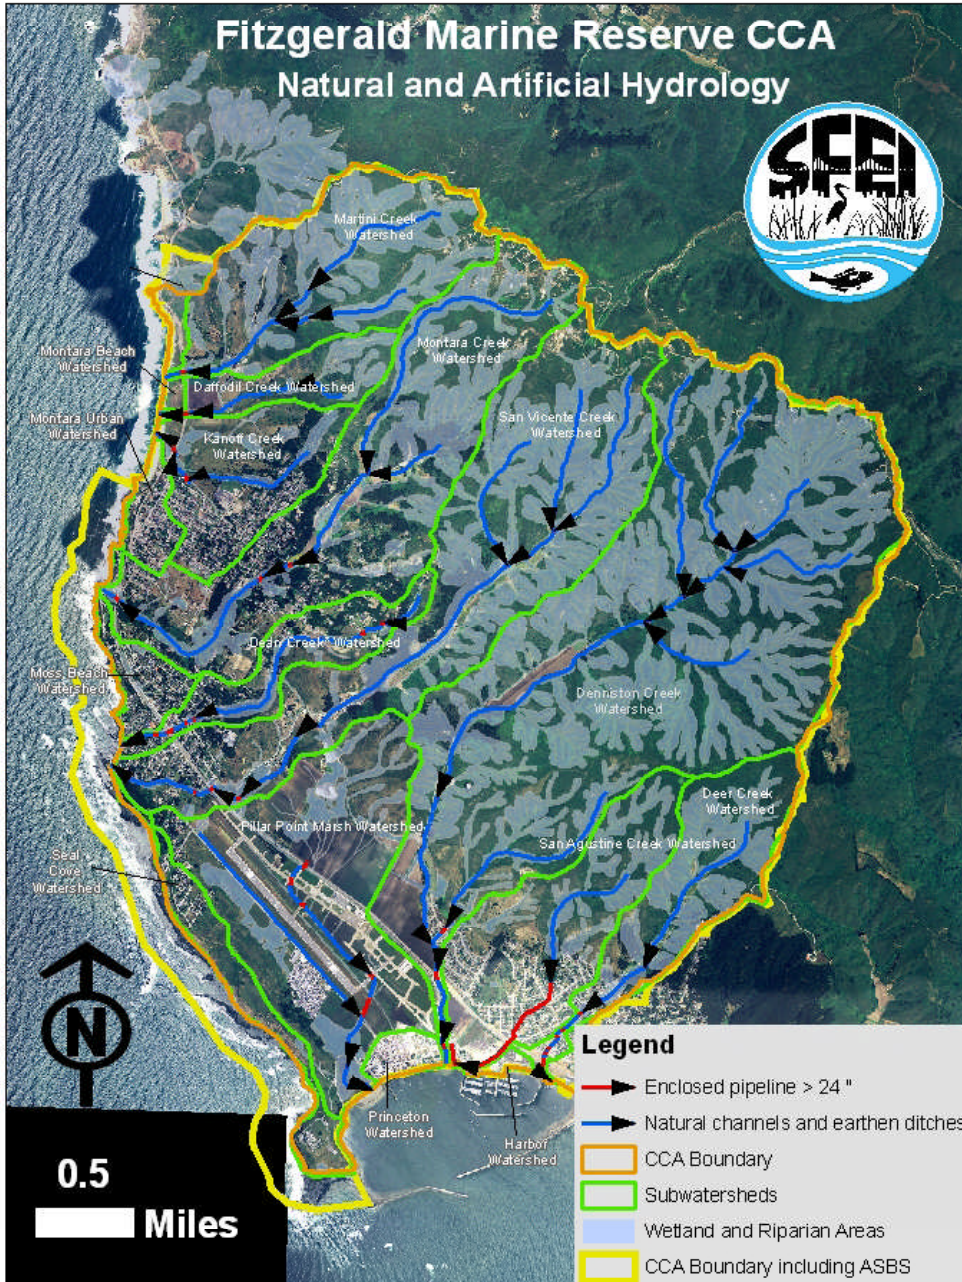 Fitzgerald Marine Reserve CCA
Natural and Artificial Hydrology
SFEI
Martini Creek
Watershed
Montara Beach
Watershed
Montara Creek
Watershed
Daffodil Creek Watershed
Montara Urban
Watershed
Kanoff Creek
Watershed
San Vicente Creek
Watershed
Dean Creek Watershed
Moss Beach
Watershed
Denniston Creek
Watershed
Deer Creek
Watershed
Pillar Point Marsh Watershed
San Agustine Creek Watershed
Seal
Cove
Watershed
N
Princeton
Watershed
Harbor
Watershed
0.5
Miles
Legend
Enclosed pipeline > 24 "
Natural channels and earthen ditches
CCA Boundary
Subwatersheds
Wetland and Riparian Areas
CCA Boundary including ASBS